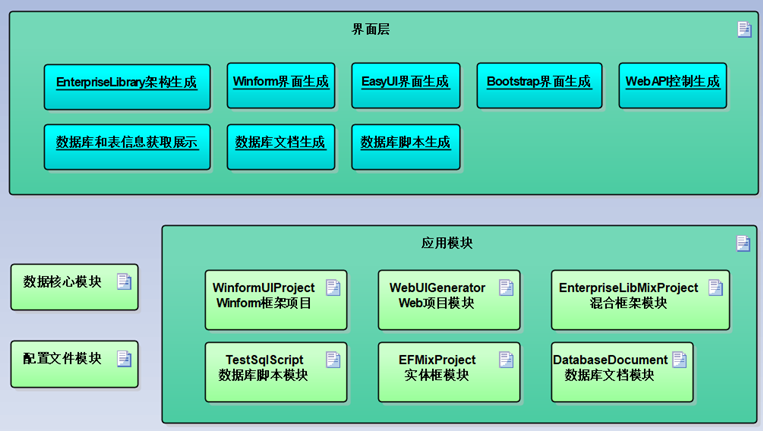 界面层
EnterpriseLibrary架构生成
Winform界面生成
EasyUI界面生成
Bootstrap界面生成
WebAPI控制生成
数据库和表信息获取展示
数据库文档生成
数据库脚本生成
应用模块
数据核心模块
WinformUIProject
Winform框架项目
WebUIGenerator
Web项目模块
EnterpriseLibMixProject
混合框架模块
配置文件模块
TestSqlScript
数据库脚本模块
EFMixProject
实体框模块
DatabaseDocument
数据库文档模块